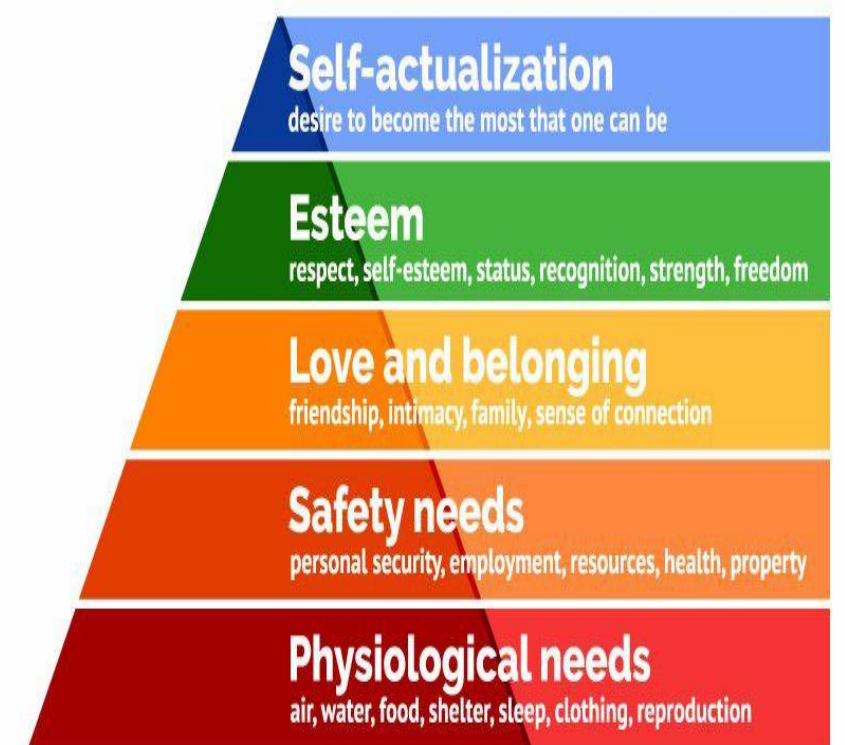 Self-actualization
desire to become the most that one can be
Esteem
respect, self-esteem, status, recognition, strength, freedom
Love and belonging
friendship, intimacy, family, sense of connection
Safety needs
personal security, employment, resources, health, property
Physiological needs
air, water, food, shelter, sleep, clothing, reproduction